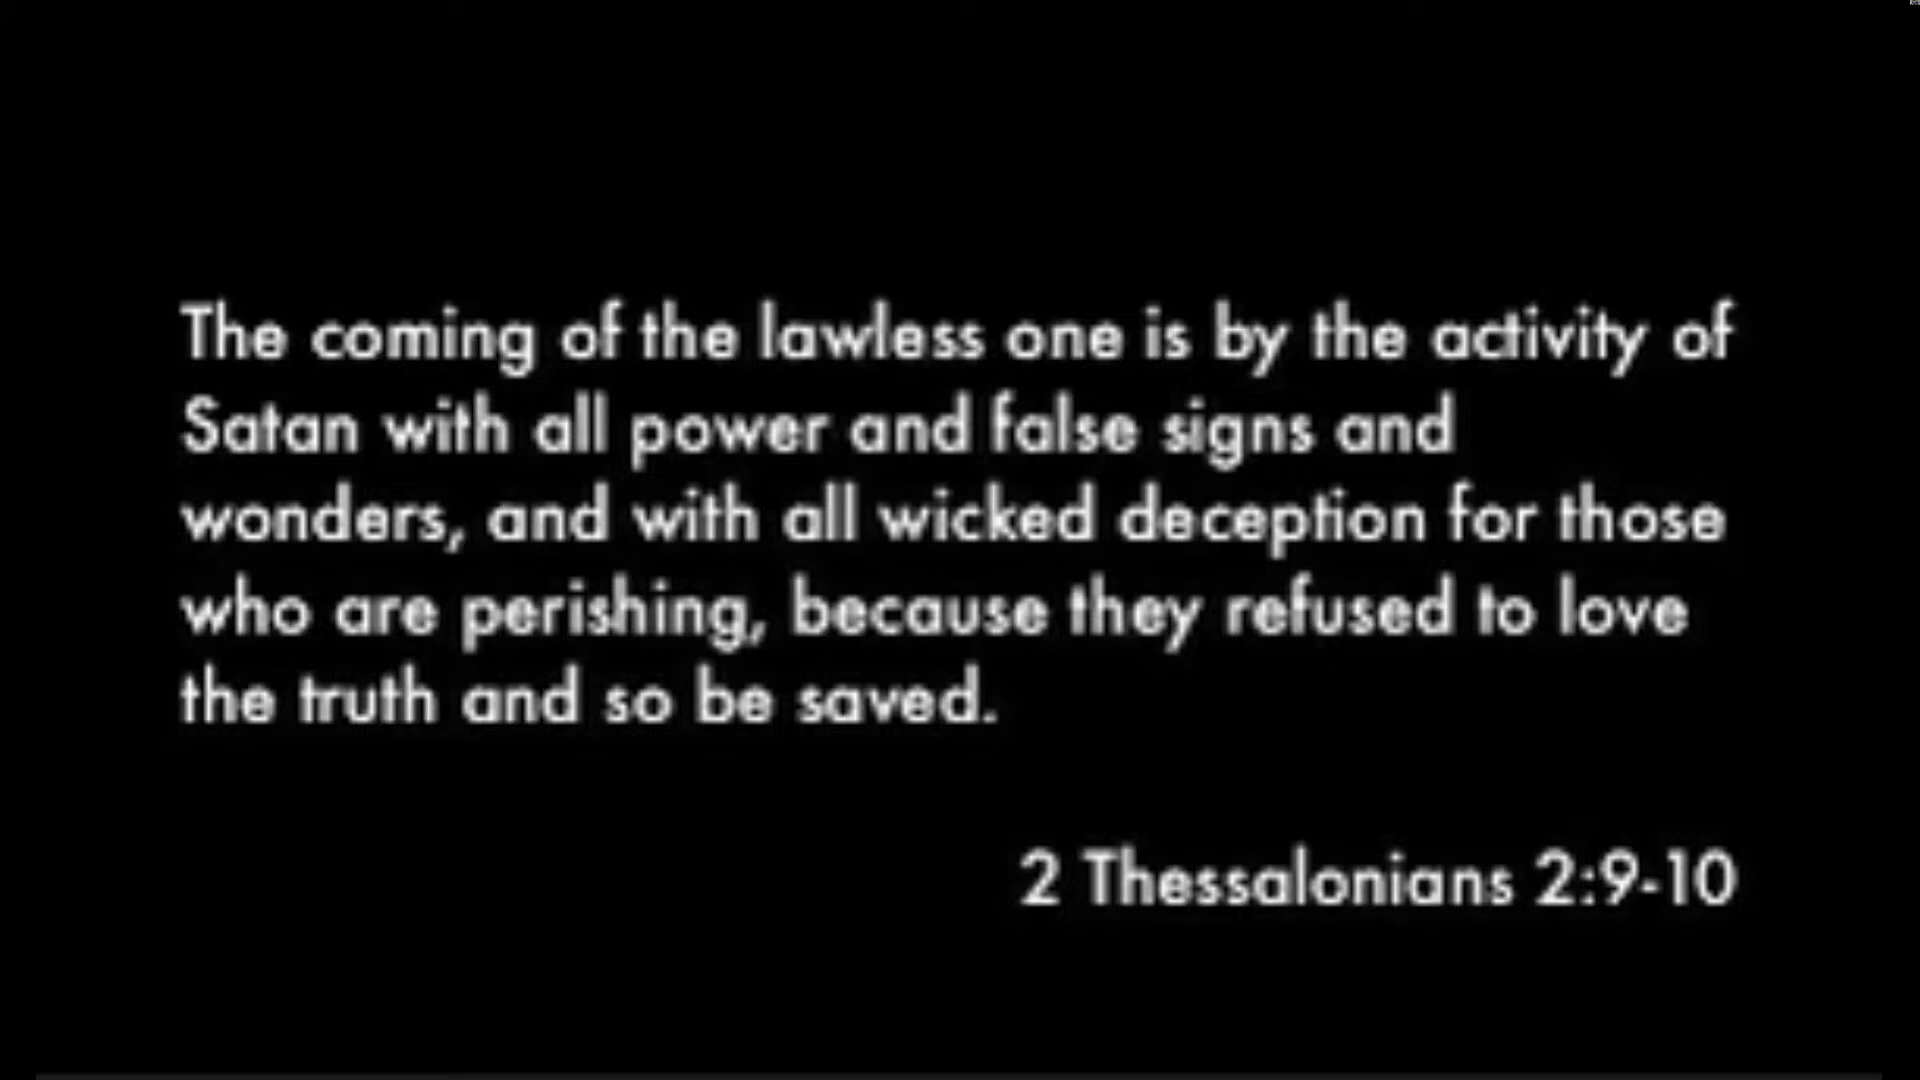 The coming of the lawless one is by the activity of
Satan with all power and false signs and
wonders, and with all wicked deception for those
who are perishing, because they refused to love
the truth and so be saved.
2 Thessalonians 2:9-10